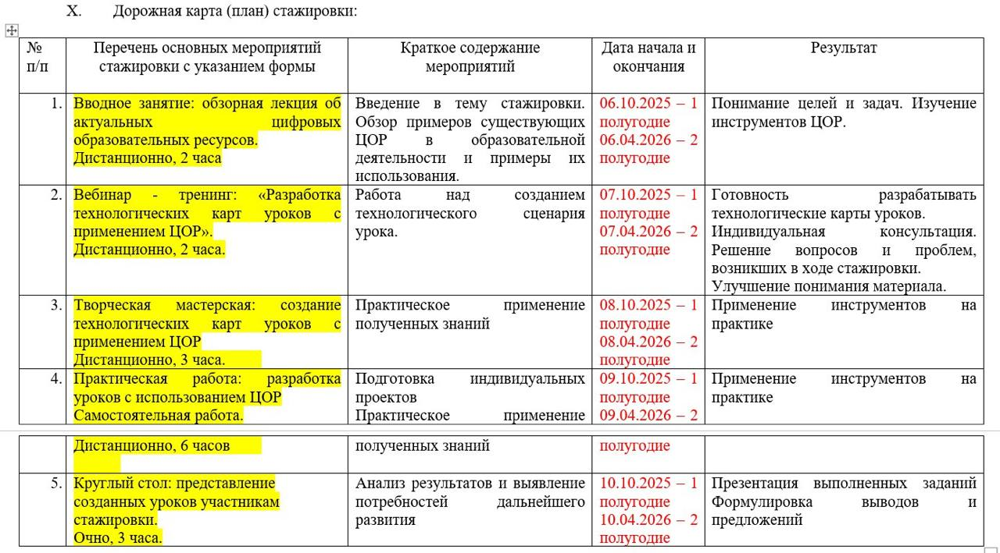 X. Дорожная карта (план) стажировки:
№ п/п
Перечень основных мероприятий
стажировки с указанием формы
Краткое содержание
мероприятий
Дата начала и
окончания
Результат
1.
Вводное занятие: обзорная лекция об
актуальных цифровых
образовательных ресурсов.
Дистанционно, 2 часа
Введение в тему стажировки.
Обзор примеров существующих
ЦОР в образовательной
деятельности и примеры их
использования.
06.10.2025 – 1
полугодие
06.04.2026 – 2
полугодие
Понимание целей и задач. Изучение
инструментов ЦОР.
2.
Вебинар - тренинг: «Разработка
технологических карт уроков с
применением ЦОР».
Дистанционно, 2 часа.
Работа над созданием
технологического сценария
урока.
07.10.2025 – 1
полугодие
07.04.2026 – 2
полугодие
Готовность разрабатывать
технологические карты уроков.
Индивидуальная консультация.
Решение вопросов и проблем,
возникших в ходе стажировки.
Улучшение понимания материала.
3.
Творческая мастерская: создание
технологических карт уроков с
применением ЦОР
Дистанционно, 3 часа.
Практическое применение
полученных знаний
08.10.2025 – 1
полугодие
08.04.2026 – 2
полугодие
Применение инструментов на
практике
4.
Практическая работа: разработка
уроков с использованием ЦОР
Самостоятельная работа.
Подготовка индивидуальных
проектов
Практическое применение
09.10.2025 – 1
полугодие
09.04.2026 – 2
Применение инструментов на
практике
Дистанционно, 6 часов
полученных знаний
полугодие
5.
Круглый стол: представление
созданных уроков участникам
стажировки.
Очно, 3 часа.
Анализ результатов и выявление
потребностей дальнейшего
развития
10.10.2025 – 1
полугодие
10.04.2026 – 2
полугодие
Презентация выполненных заданий
Формулировка выводов и
предложений